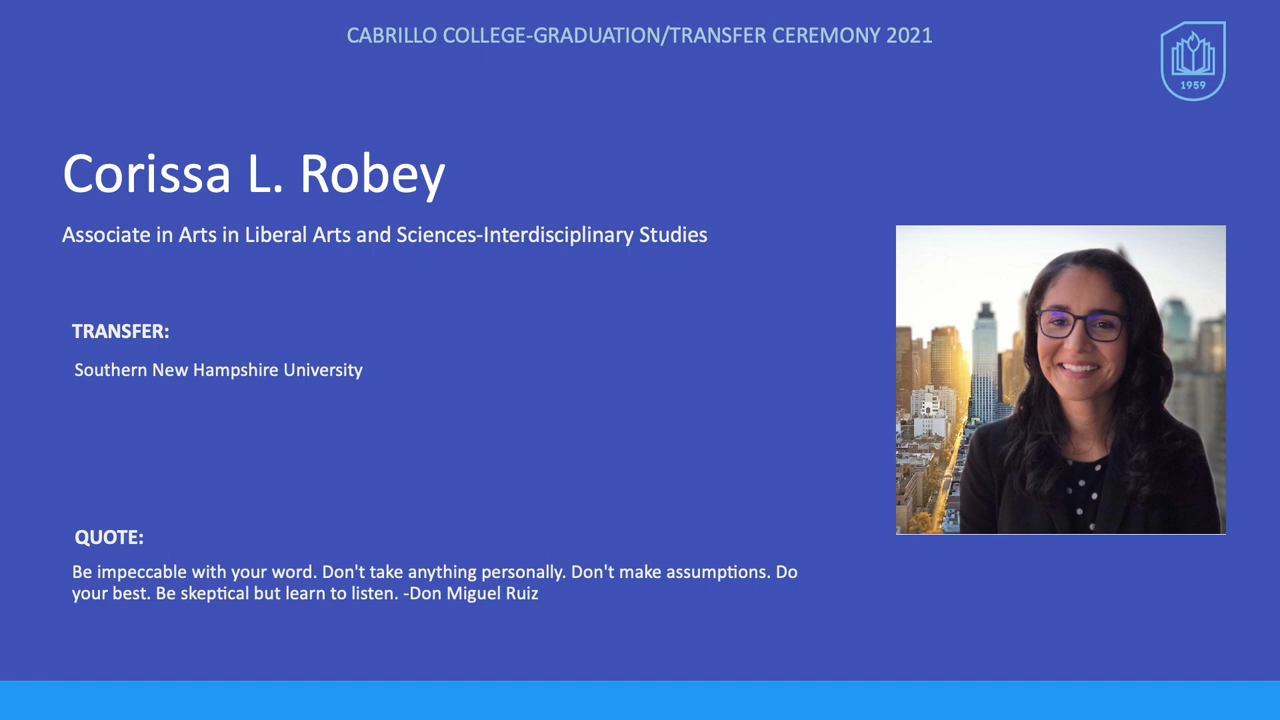 CABRILLO COLLEGE-GRADUATION/TRANSFER CEREMONY 2021
1959
Corissa L. Robey
Associate in Arts in Liberal Arts and Sciences-Interdisciplinary Studies
TRANSFER:
Southern New Hampshire University
QUOTE:
Be impeccable with your word. Don't take anything personally. Don't make assumptions. Do
your best. Be skeptical but learn to listen. -Don Miguel Ruiz